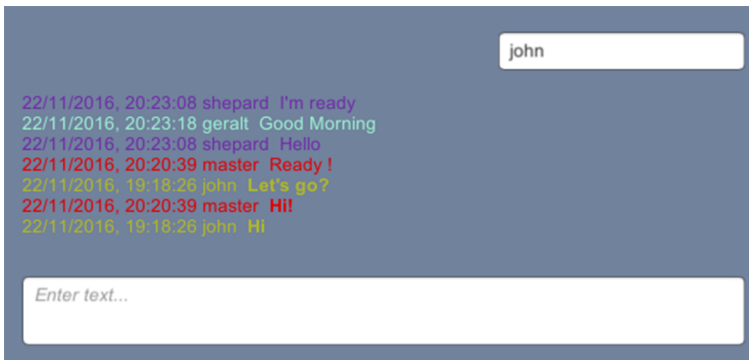 john
22/11/2016, 20:23:08 shepard I'm ready
22/11/2016, 20:23:18 geralt Good Morning
22/11/2016, 20:23:08 shepard Hello
22/11/2016, 20:20:39 master Ready !
22/11/2016, 19:18:26 john Let's go?
22/11/2016, 20:20:39 master Hi!
22/11/2016, 19:18:26 john Hi
Enter text...